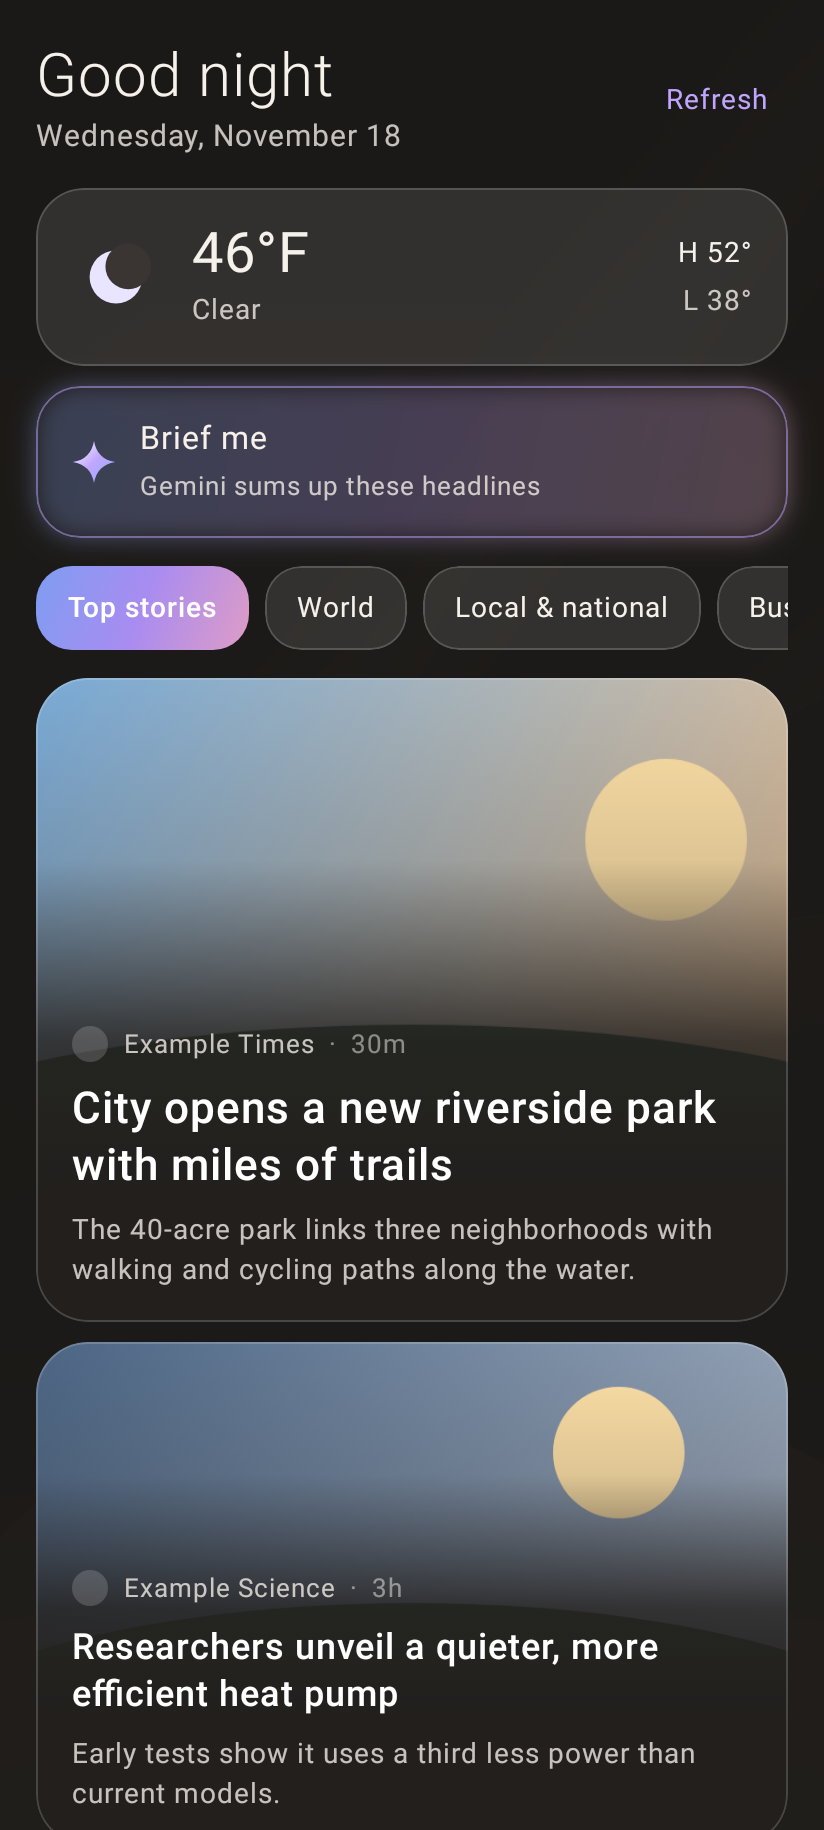 Good night
Wednesday, November 18
Refresh
46°F
Clear
H 52°
L 38°
Brief me
Gemini sums up these headlines
Top stories
World
Local & national
Bus
Example Times · 30m
City opens a new riverside park
with miles of trails
The 40-acre park links three neighborhoods with
walking and cycling paths along the water.
Example Science · 3h
Researchers unveil a quieter, more
efficient heat pump
Early tests show it uses a third less power than
current models.